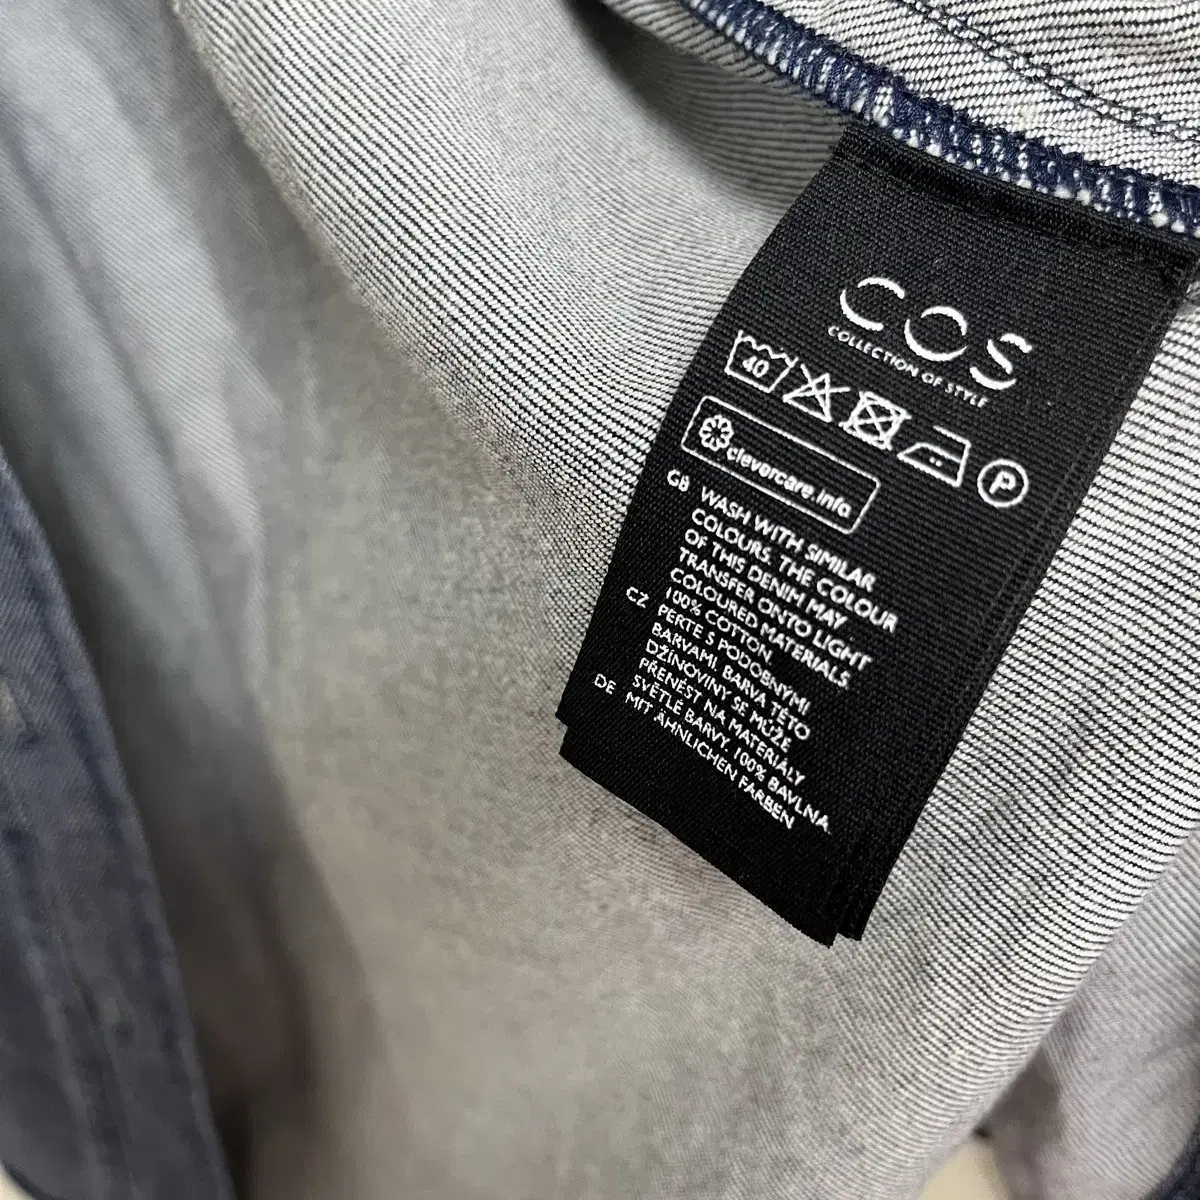 COS
COLLECTION OF STYLE
40
P
clevercare.info
GB WASH WITH SIMILAR
COLOURS. THE COLOUR
OF THIS DENIM MAY
TRANSFER ONTO LIGHT
COLOURED MATERIALS.
100% COTTON.
CZ PERTE S PODOBNÝMI
BARVAMI. BARVA TÉTO
DŽÍNOVINY SE MŮŽE
PŘENÉST NA MATERIÁLY
SVĚTLÉ BARVY. 100% BAVLNA.
DE MIT ÄHNLICHEN FARBEN